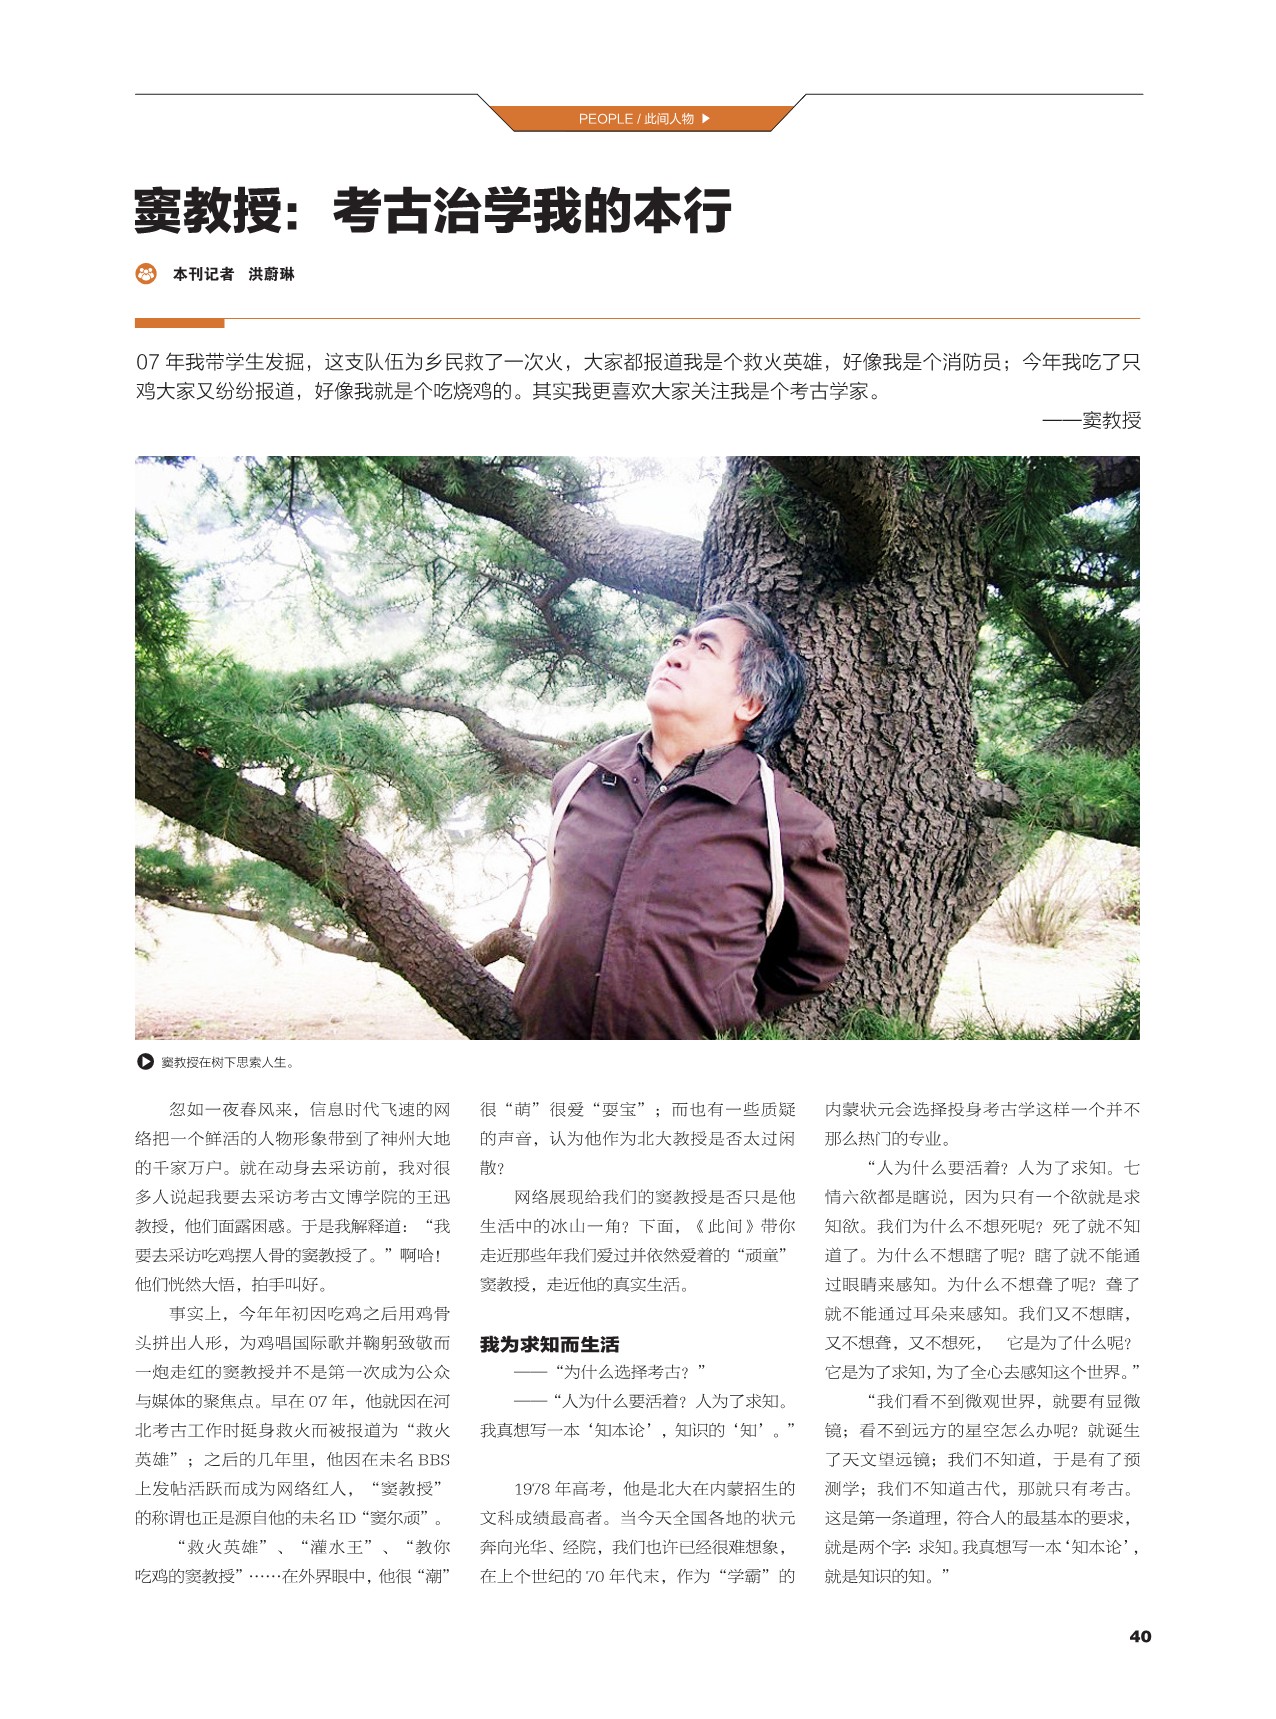 PEOPLE / 此间人物
窦教授：考古治学我的本行
本刊记者 洪蔚琳
07 年我带学生发掘，这支队伍为乡民救了一次火，大家都报道我是个救火英雄，好像我是个消防员；今年我吃了只
鸡大家又纷纷报道，好像我就是个吃烧鸡的。其实我更喜欢大家关注我是个考古学家。
——窦教授
窦教授在树下思索人生。
忽如一夜春风来，信息时代飞速的网
络把一个鲜活的人物形象带到了神州大地
的千家万户。就在动身去采访前，我对很
多人说起我要去采访考古文博学院的王迅
教授，他们面露困惑。于是我解释道：“我
要去采访吃鸡摆人骨的窦教授了。”啊哈！
他们恍然大悟，拍手叫好。
事实上，今年年初因吃鸡之后用鸡骨
头拼出人形，为鸡唱国际歌并鞠躬致敬而
一炮走红的窦教授并不是第一次成为公众
与媒体的聚焦点。早在 07 年，他就因在河
北考古工作时挺身救火而被报道为“救火
英雄”；之后的几年里，他因在未名 BBS
上发帖活跃而成为网络红人，“窦教授”
的称谓也正是源自他的未名 ID“窦尔顽”。
“救火英雄”、“灌水王”、“教你
吃鸡的窦教授”……在外界眼中，他很“潮”
很“萌”很爱“耍宝”；而也有一些质疑
的声音，认为他作为北大教授是否太过闲
散？
网络展现给我们的窦教授是否只是他
生活中的冰山一角？下面，《此间》带你
走近那些年我们爱过并依然爱着的“顽童”
窦教授，走近他的真实生活。
我为求知而生活
——“为什么选择考古？”
——“人为什么要活着？人为了求知。
我真想写一本‘知本论’，知识的‘知’。”
1978 年高考，他是北大在内蒙招生的
文科成绩最高者。当今天全国各地的状元
奔向光华、经院，我们也许已经很难想象，
在上个世纪的 70 年代末，作为“学霸”的
内蒙状元会选择投身考古学这样一个并不
那么热门的专业。
“人为什么要活着？人为了求知。七
情六欲都是瞎说，因为只有一个欲就是求
知欲。我们为什么不想死呢？死了就不知
道了。为什么不想瞎了呢？瞎了就不能通
过眼睛来感知。为什么不想聋了呢？聋了
就不能通过耳朵来感知。我们又不想瞎，
又不想聋，又不想死， 它是为了什么呢？
它是为了求知，为了全心去感知这个世界。”
“我们看不到微观世界，就要有显微
镜；看不到远方的星空怎么办呢？就诞生
了天文望远镜；我们不知道，于是有了预
测学；我们不知道古代，那就只有考古。
这是第一条道理，符合人的最基本的要求，
就是两个字：求知。我真想写一本‘知本论’，
就是知识的知。”
40